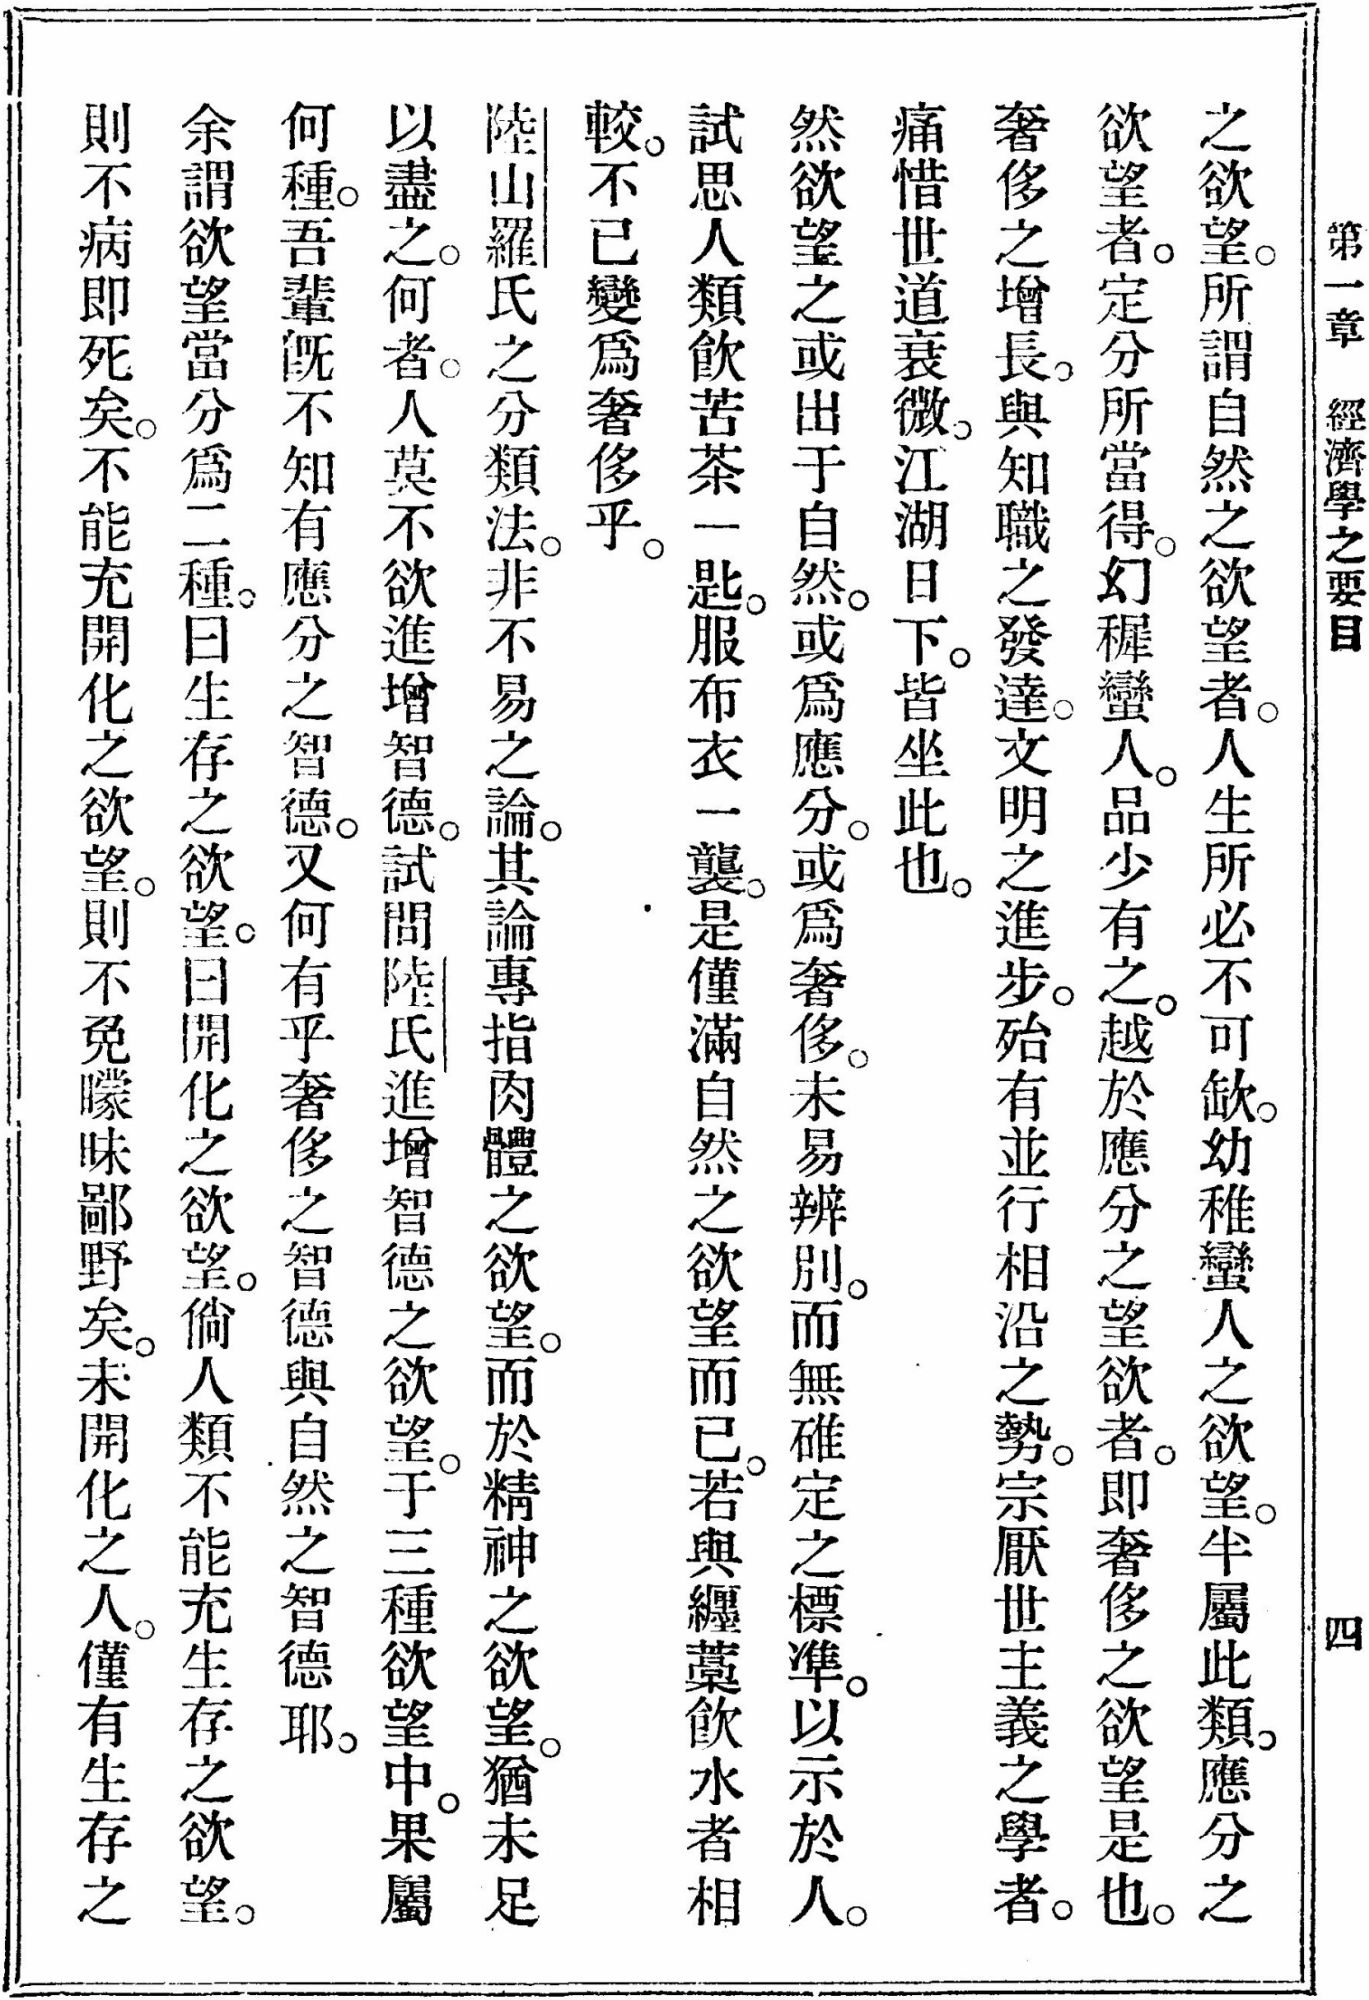 第一章　經濟學之要目　四
之欲望。所謂自然之欲望者。人生所必不可缺。幼稚蠻人之欲望。半屬此類。應分之
欲望者。定分所當得。幻穉蠻人。品少有之。越於應分之望欲者。即奢侈之欲望是也。
奢侈之增長。與知職之發達。文明之進步。殆有並行相沿之勢。宗厭世主義之學者。
痛惜世道衰微。江湖日下。皆坐此也。
然欲望之或出于自然。或爲應分。或爲奢侈。未易辨別。而無碓定之標準。以示於人。
試思人類飮苦茶一匙。服布衣一襲。是僅滿自然之欲望而已。若與纏藁飮水者相
較。不已變爲奢侈乎。
陸山羅氏之分類法。非不易之論。其論專指肉體之欲望。而於精神之欲望。猶未足
以盡之。何者。人莫不欲進增智德。試問陸氏進增智德之欲望。于三種欲望中。果屬
何種。吾輩旣不知有應分之智德。又何有乎奢侈之智德與自然之智德耶。
余謂欲望當分爲二種。曰生存之欲望。曰開化之欲望。倘人類不能充生存之欲望。
則不病即死矣。不能充開化之欲望。則不免矇昧鄙野矣。未開化之人。僅有生存之